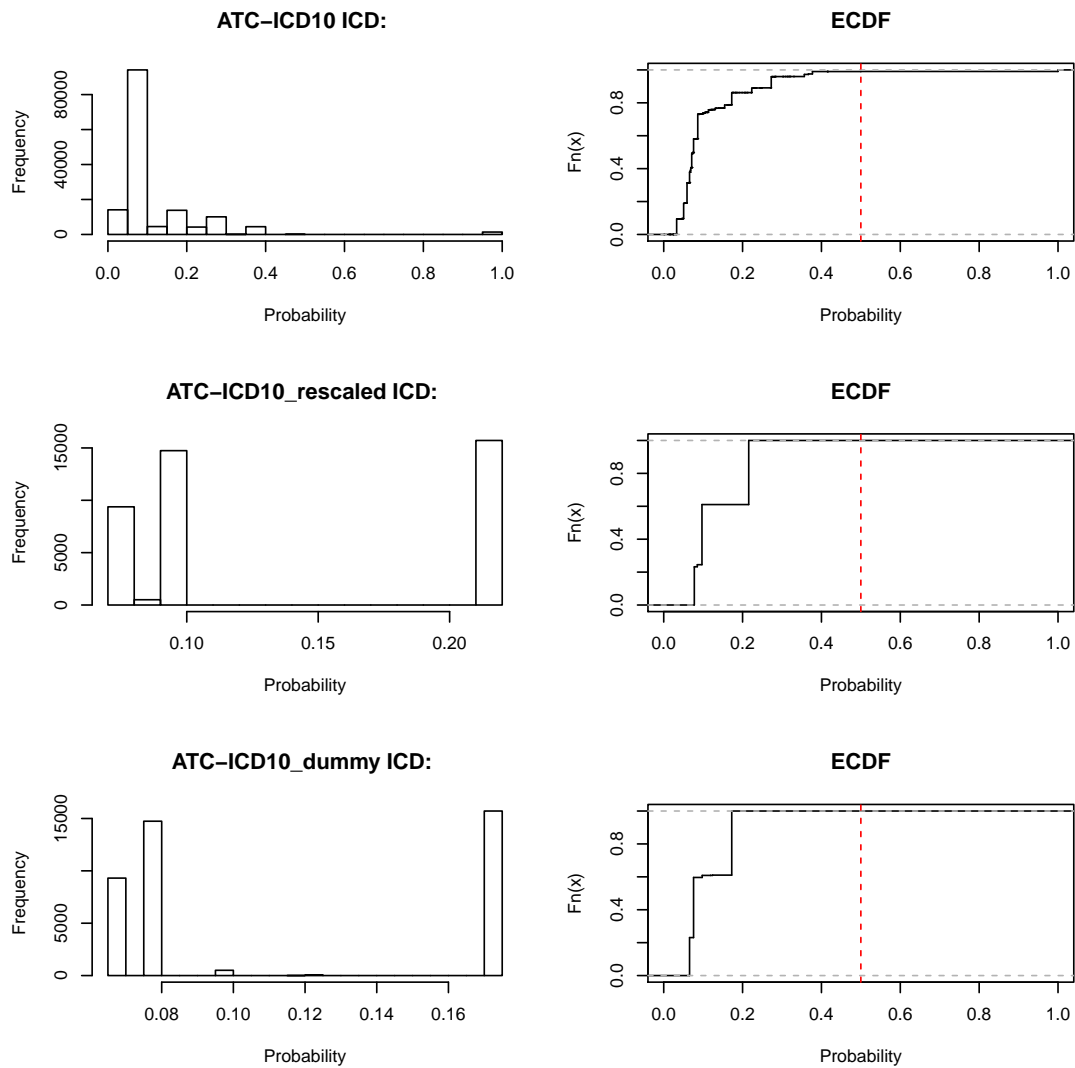 ATC−ICD10 ICD:
Frequency
0 40000 80000
0.0 0.2 0.4 0.6 0.8 1.0
Probability
ECDF
Fn(x)
0.0 0.4 0.8
0.0 0.2 0.4 0.6 0.8 1.0
Probability
ATC−ICD10_rescaled ICD:
Frequency
0 5000 15000
0.10 0.15 0.20
Probability
ECDF
Fn(x)
0.0 0.4 0.8
0.0 0.2 0.4 0.6 0.8 1.0
Probability
ATC−ICD10_dummy ICD:
Frequency
0 5000 15000
0.08 0.10 0.12 0.14 0.16
Probability
ECDF
Fn(x)
0.0 0.4 0.8
0.0 0.2 0.4 0.6 0.8 1.0
Probability